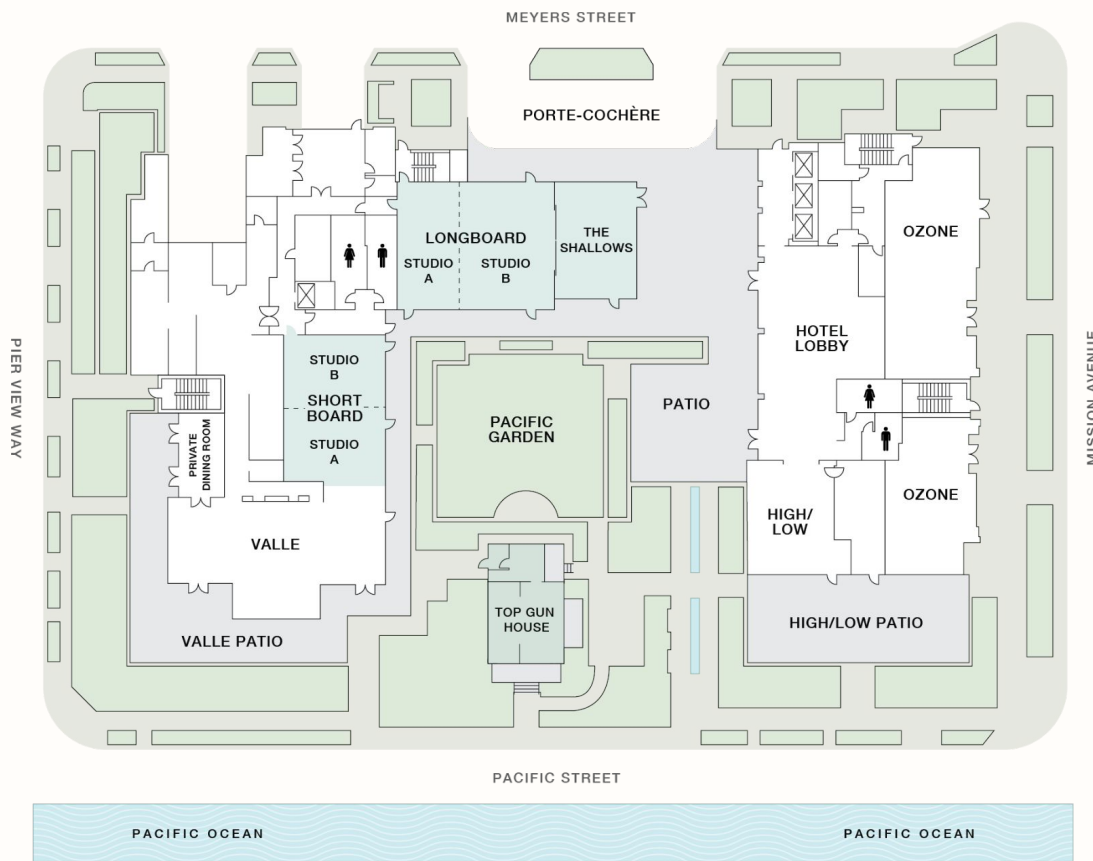 MEYERS STREET
PORTE-COCHÈRE
LONGBOARD
STUDIO
A
STUDIO
B
THE
SHALLOWS
OZONE
HOTEL
LOBBY
PIER VIEW WAY
MISSION AVENUE
STUDIO
B
SHORT
BOARD
STUDIO
A
PATIO
PACIFIC
GARDEN
PRIVATE
DINING ROOM
OZONE
HIGH/
LOW
VALLE
TOP GUN
HOUSE
HIGH/LOW PATIO
VALLE PATIO
PACIFIC STREET
PACIFIC OCEAN
PACIFIC OCEAN